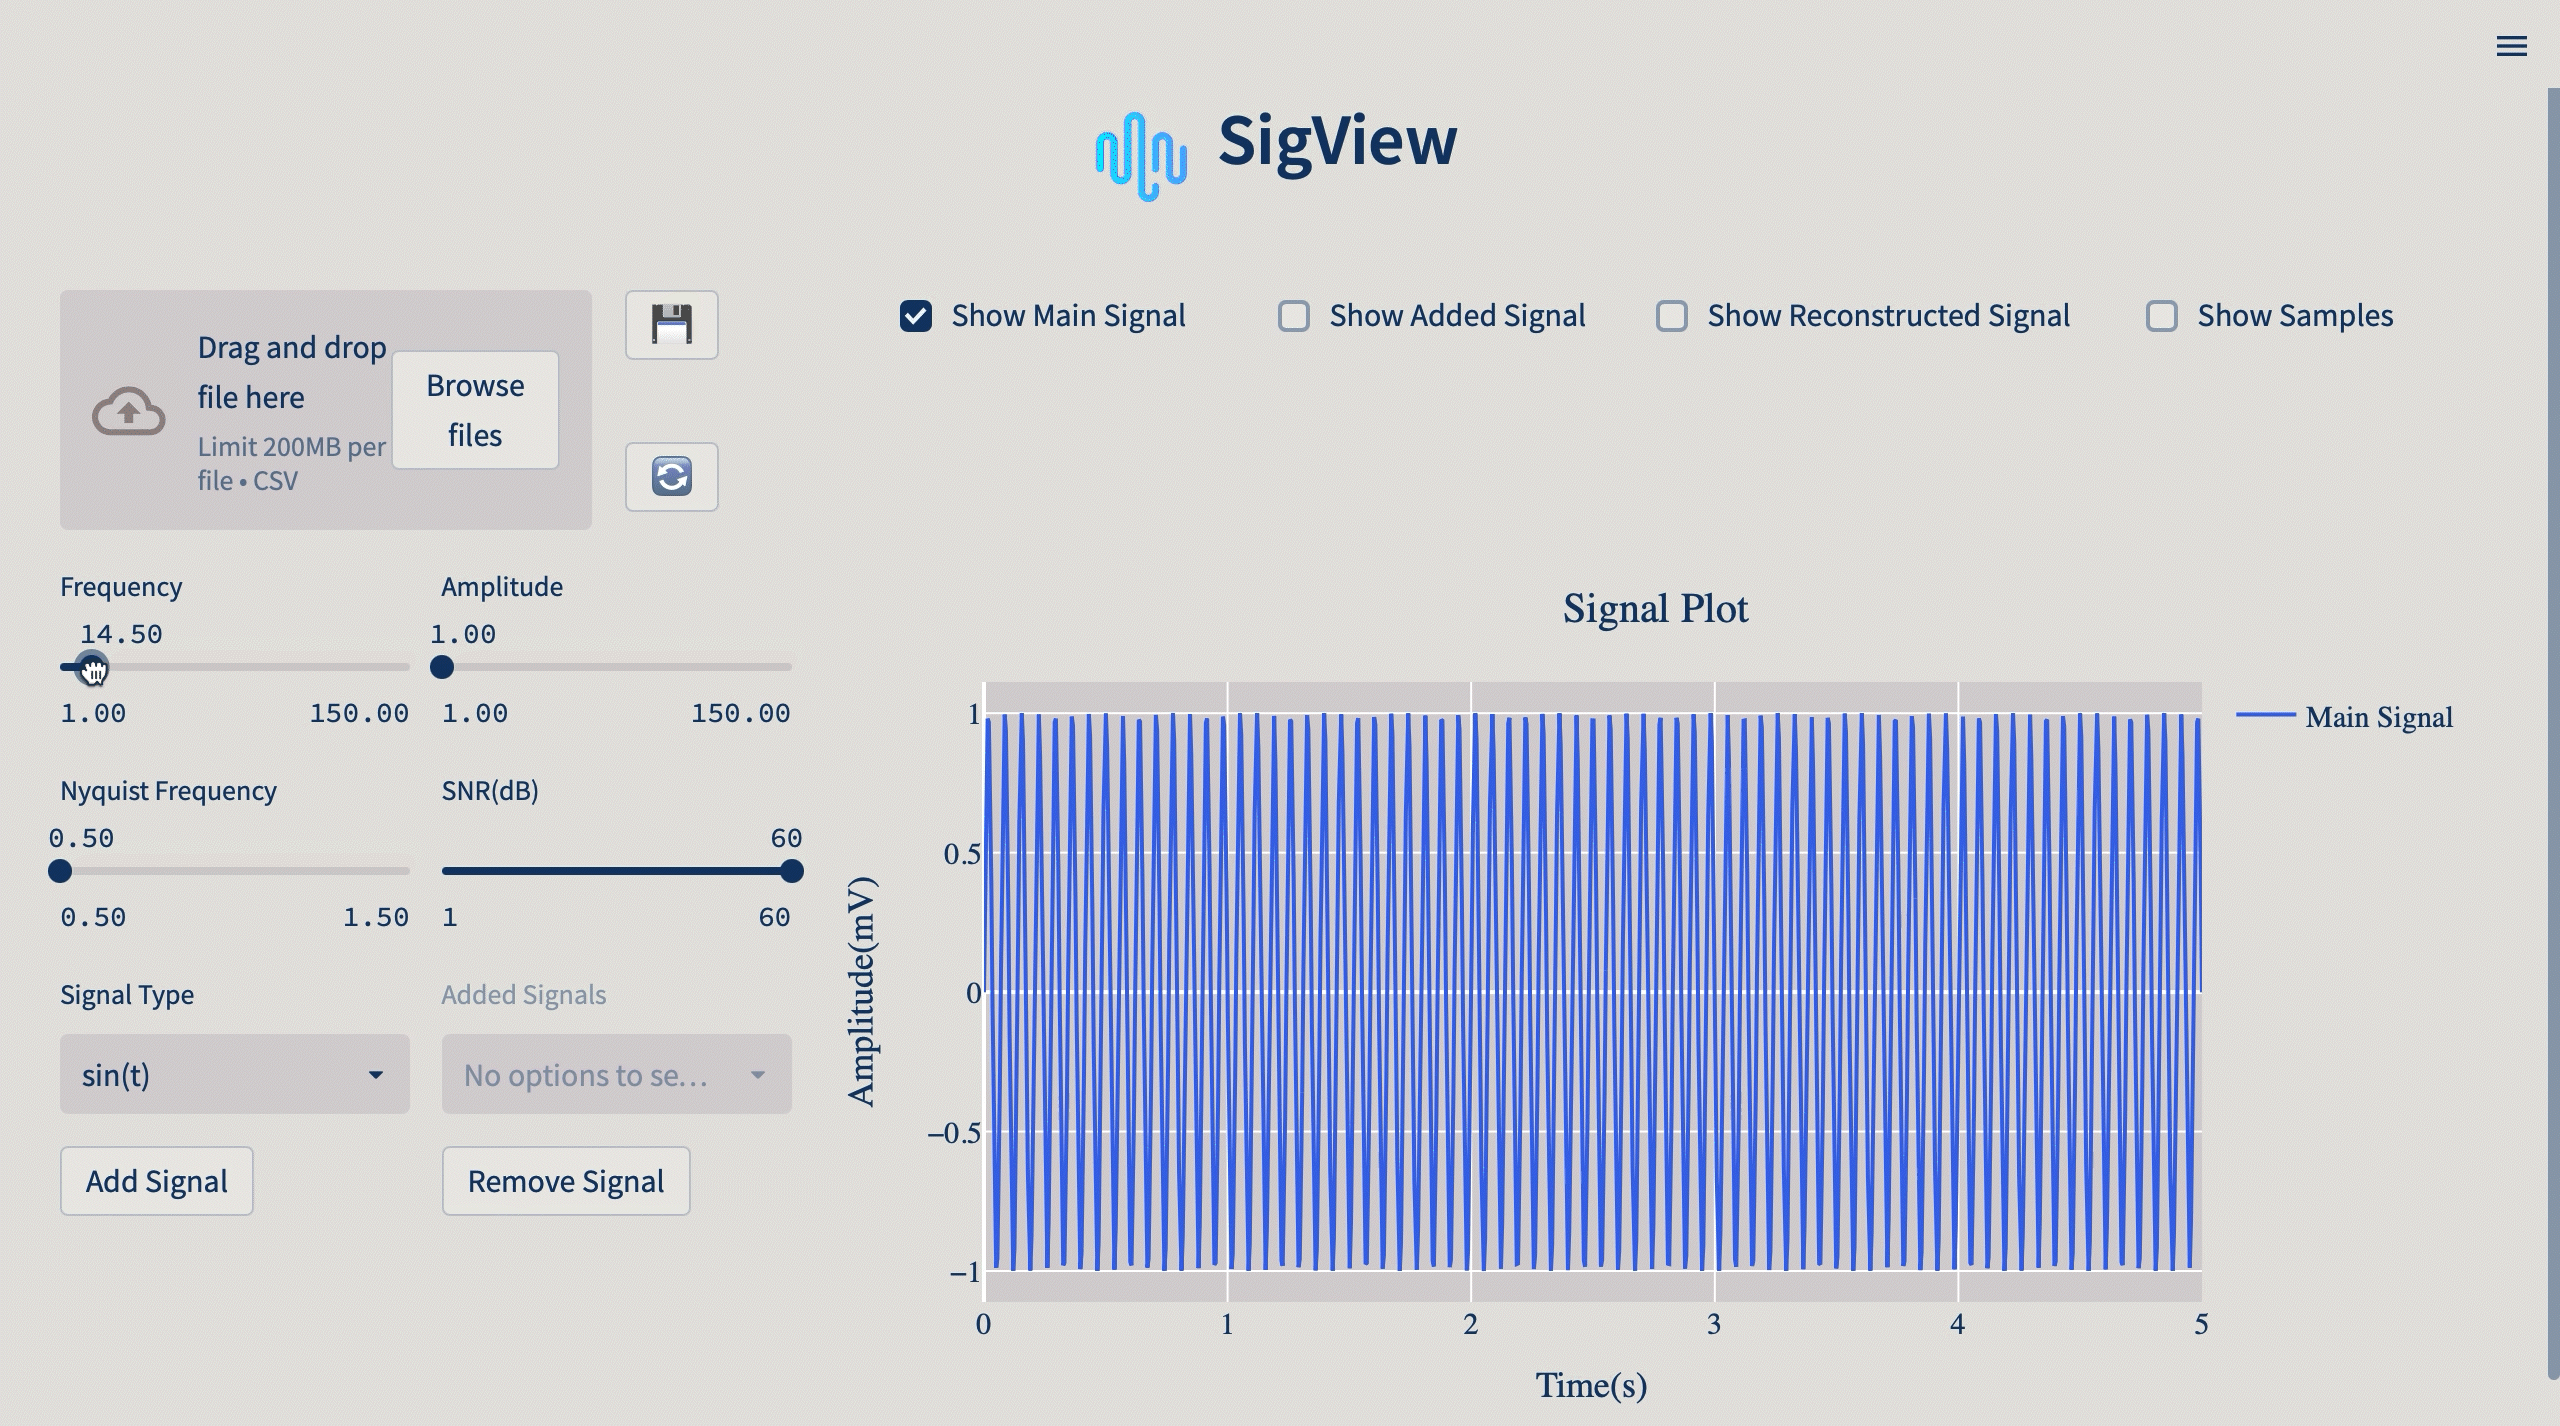 SigView
Drag and drop
file here
Limit 200MB per
file • CSV
Browse
files
Show Main Signal
Show Added Signal
Show Reconstructed Signal
Show Samples
Frequency
14.50
1.00
150.00
Amplitude
1.00
1.00
150.00
Nyquist Frequency
0.50
0.50
1.50
SNR(dB)
60
1
60
Signal Type
sin(t)
Added Signals
No options to se...
Add Signal
Remove Signal
Signal Plot
Main Signal
Amplitude(mV)
1
0.5
0
−0.5
−1
0
1
2
3
4
5
Time(s)